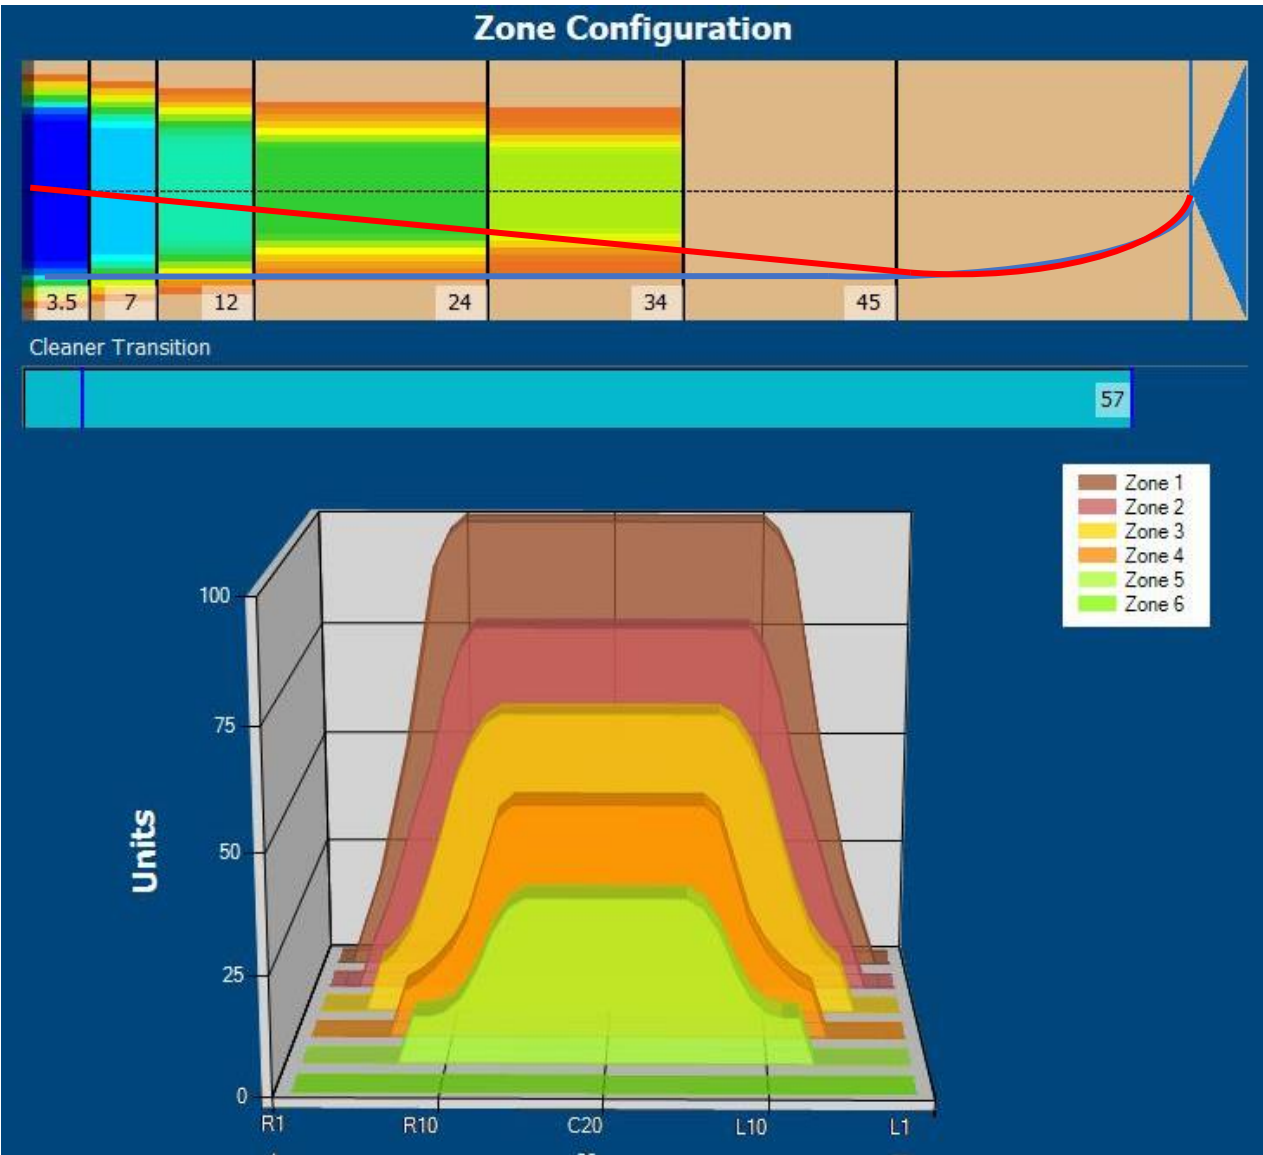 Zone Configuration
3.5 7 12 24 34 45
Cleaner Transition
57
Zone 1
Zone 2
Zone 3
Zone 4
Zone 5
Zone 6
100
75
50
25
0
Units
R1 R10 C20 L10 L1